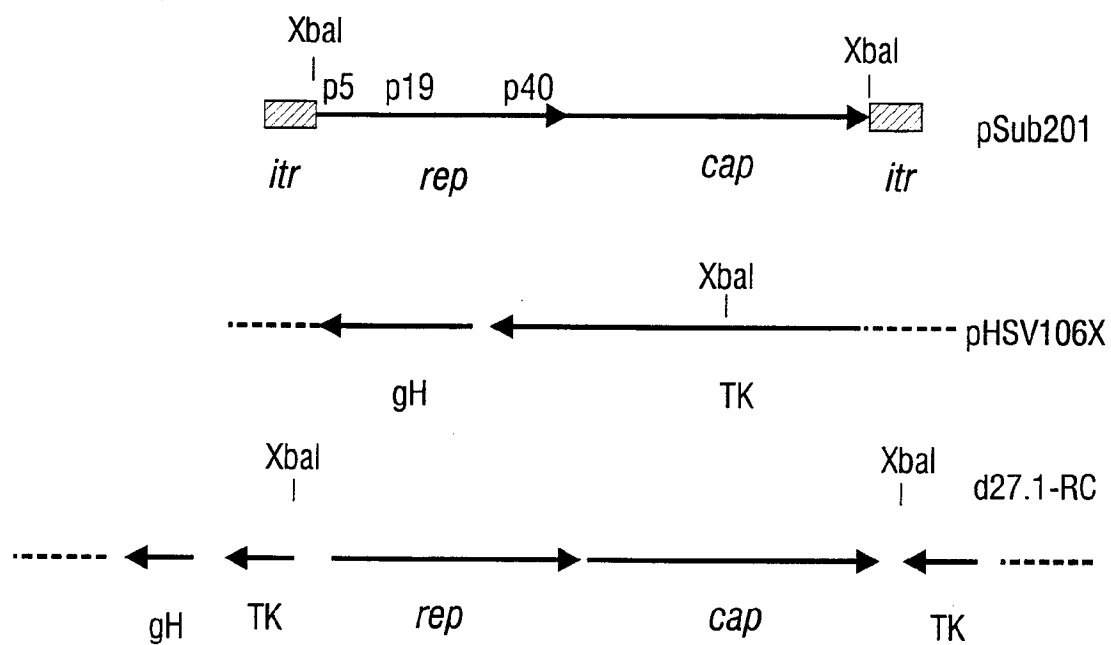 XbaI XbaI
p5 p19 p40
pSub201
itr rep cap itr
XbaI
pHSV106X
gH TK
XbaI XbaI
d27.1-RC
gH TK rep cap TK